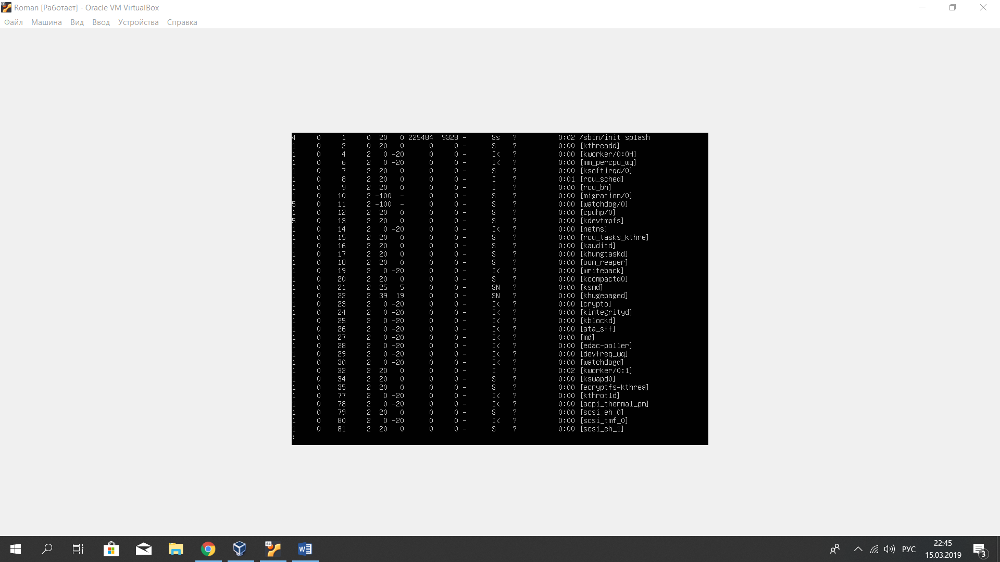 Roman [Работает] - Oracle VM VirtualBox
Файл Машина Вид Ввод Устройства Справка
4 0 1 0 20 0 225484 9328 - Ss ? 0:02 /sbin/init splash
1 0 2 0 20 0 0 0 - S ? 0:00 [kthreadd]
1 0 4 2 0 -20 0 0 - I< ? 0:00 [kworker/0:0H]
1 0 6 2 0 -20 0 0 - I< ? 0:00 [mm_percpu_wq]
1 0 7 2 20 0 0 0 - S ? 0:00 [ksoftirqd/0]
1 0 8 2 20 0 0 0 - I ? 0:01 [rcu_sched]
1 0 9 2 20 0 0 0 - I ? 0:00 [rcu_bh]
1 0 10 2 -100 - 0 0 - S ? 0:00 [migration/0]
5 0 11 2 -100 - 0 0 - S ? 0:00 [watchdog/0]
1 0 12 2 20 0 0 0 - S ? 0:00 [cpuhp/0]
5 0 13 2 20 0 0 0 - S ? 0:00 [kdevtmpfs]
1 0 14 2 0 -20 0 0 - I< ? 0:00 [netns]
1 0 15 2 20 0 0 0 - S ? 0:00 [rcu_tasks_kthre]
1 0 16 2 20 0 0 0 - S ? 0:00 [kauditd]
1 0 17 2 20 0 0 0 - S ? 0:00 [khungtaskd]
1 0 18 2 20 0 0 0 - S ? 0:00 [oom_reaper]
1 0 19 2 0 -20 0 0 - I< ? 0:00 [writeback]
1 0 20 2 20 0 0 0 - S ? 0:00 [kcompactd0]
1 0 21 2 25 5 0 0 - SN ? 0:00 [ksmd]
1 0 22 2 39 19 0 0 - SN ? 0:00 [khugepaged]
1 0 23 2 0 -20 0 0 - I< ? 0:00 [crypto]
1 0 24 2 0 -20 0 0 - I< ? 0:00 [kintegrityd]
1 0 25 2 0 -20 0 0 - I< ? 0:00 [kblockd]
1 0 26 2 0 -20 0 0 - I< ? 0:00 [ata_sff]
1 0 27 2 0 -20 0 0 - I< ? 0:00 [md]
1 0 28 2 0 -20 0 0 - I< ? 0:00 [edac-poller]
1 0 29 2 0 -20 0 0 - I< ? 0:00 [devfreq_wq]
1 0 30 2 0 -20 0 0 - I< ? 0:00 [watchdogd]
1 0 32 2 20 0 0 0 - I ? 0:02 [kworker/0:1]
1 0 34 2 20 0 0 0 - S ? 0:00 [kswapd0]
1 0 35 2 20 0 0 0 - S ? 0:00 [ecryptfs-kthrea]
1 0 77 2 0 -20 0 0 - I< ? 0:00 [kthrotld]
1 0 78 2 0 -20 0 0 - I< ? 0:00 [acpi_thermal_pm]
1 0 79 2 20 0 0 0 - S ? 0:00 [scsi_eh_0]
1 0 80 2 0 -20 0 0 - I< ? 0:00 [scsi_tmf_0]
1 0 81 2 20 0 0 0 - S ? 0:00 [scsi_eh_1]
:
64
РУС
22:45
15.03.2019
3